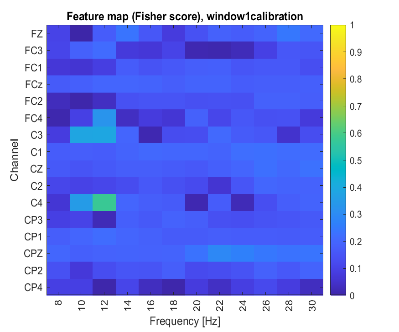 Feature map (Fisher score), window1calibration
Channel
FZ
FC3
FC1
FCz
FC2
FC4
C3
C1
CZ
C2
C4
CP3
CP1
CPZ
CP2
CP4
8 10 12 14 16 18 20 22 24 26 28 30
Frequency [Hz]
1
0.9
0.8
0.7
0.6
0.5
0.4
0.3
0.2
0.1
0